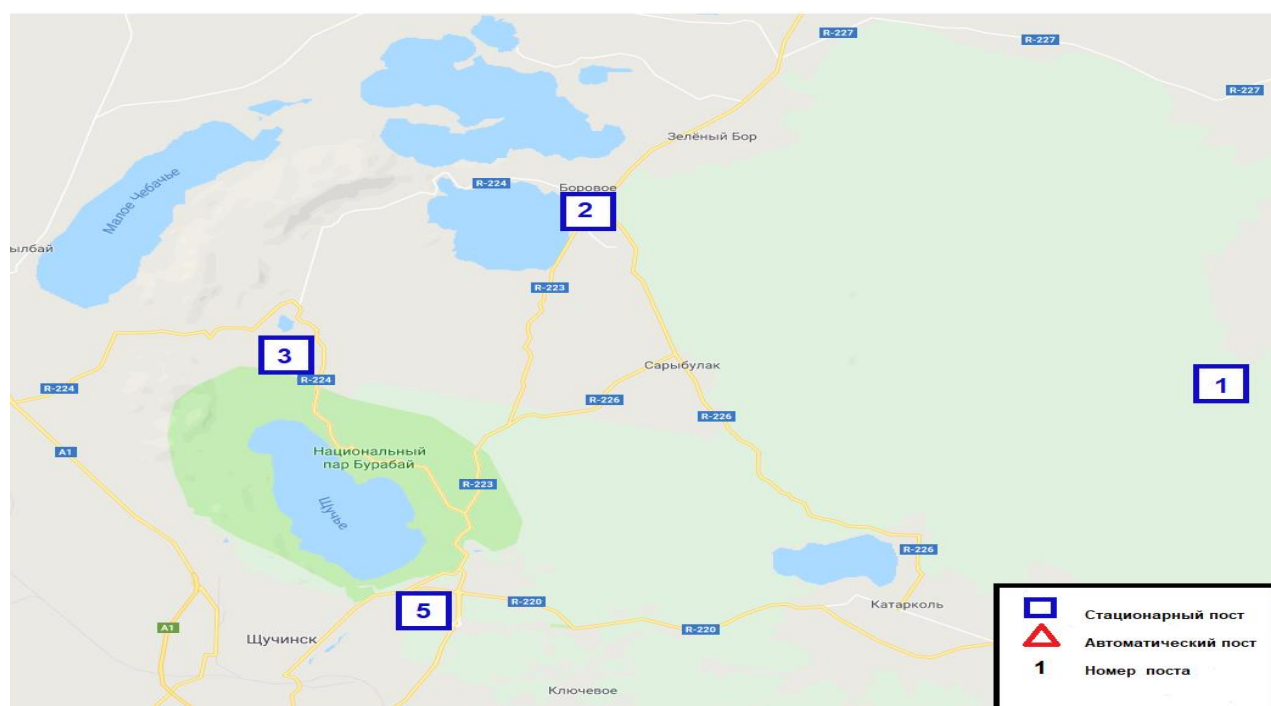 R-227
R-227
R-227
Зелёный Бор
R-224
Боровое
2
Малое Чебачье
ылбай
R-223
3
Сарыбулак
R-224
R-224
R-226
1
R-226
A1
Национальный
пар Бурабай
R-223
Щучье
R-226
5
R-220
Катарколь
R-220
A1
Щучинск
Ключевое
Стационарный пост
Автоматический пост
1 Номер поста